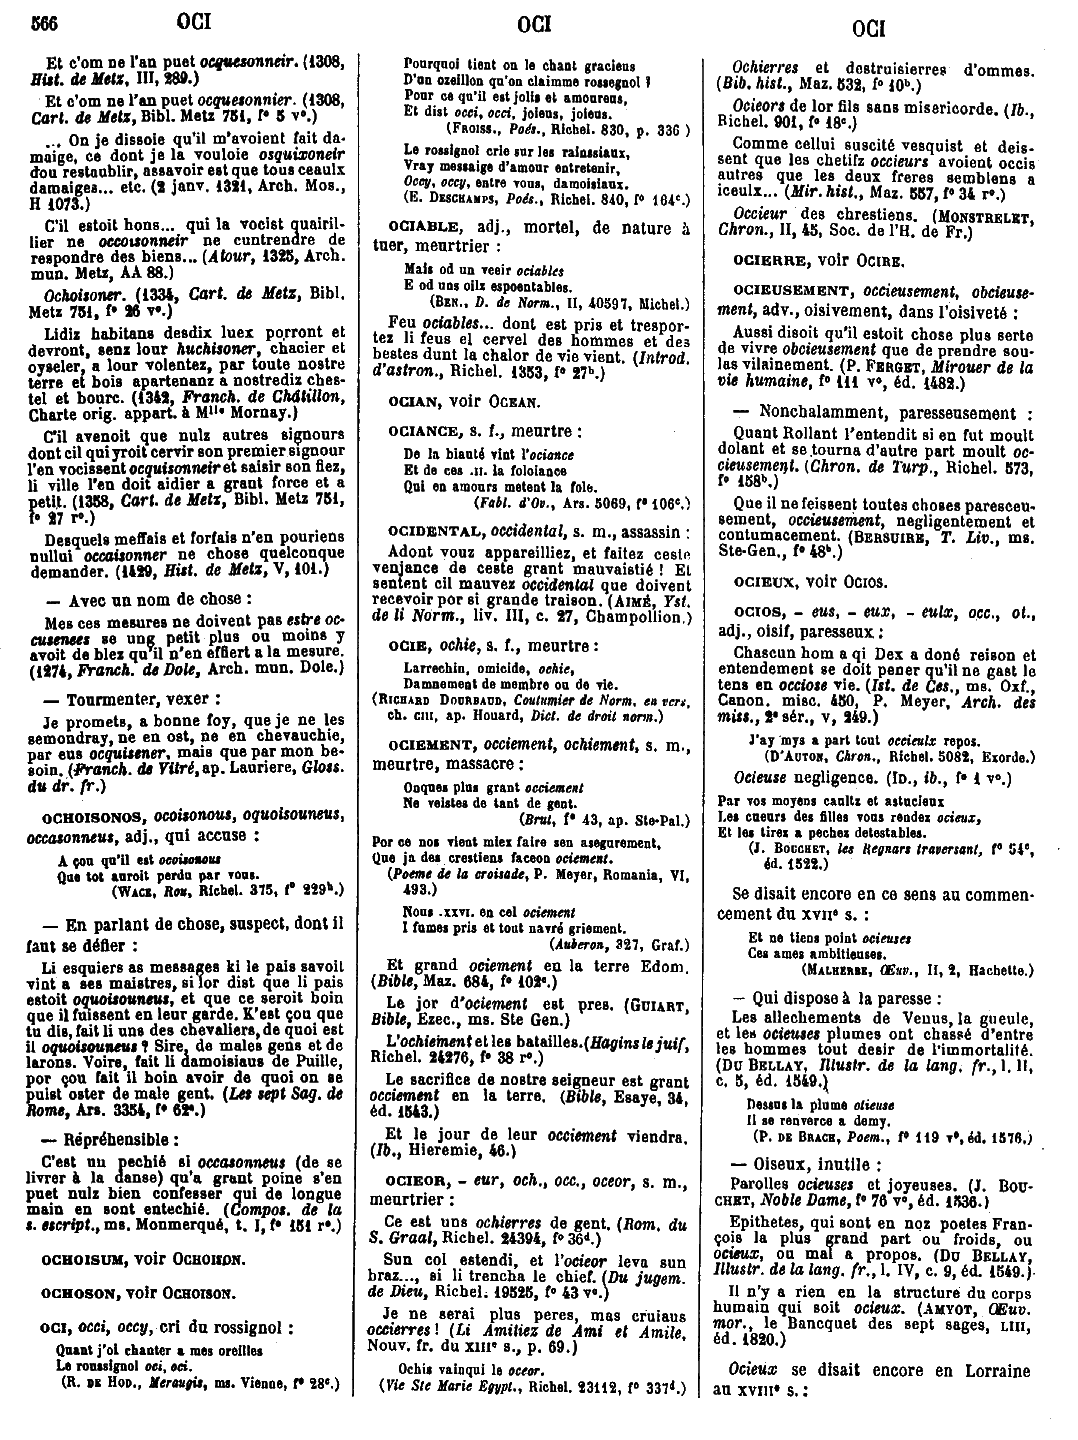 566 OCI OCI OCI
Et c'om ne l'an puet ocquesonneir. (1308,
Hist. de Metz, III, 289.)
Et c'om ne l'an puet ocquesonnier. (1308,
Cart. de Metz, Bibl. Metz 751, f° 5 v°.)
... On je dissoie qu'il m'avoient fait da-
maige, ce dont je la vouloie osquixoneir
dou restaublir, assavoir est que tous ceaulx
damaiges... etc. (2 janv. 1321, Arch. Mos.,
H 1073.)
C'il estoit hons... qui la vocist quairil-
lier ne occoisonneir ne cuntrendre de
respondre des biens... (Atour, 1325, Arch.
mun. Metz, AA 88.)
Ochoisoner. (1334, Cart. de Metz, Bibl.
Metz 751, f° 26 v°.)
Lidiz habitans desdix luex porront et
devront, senz lour huchisoner, chacier et
oyseler, a lour volentez, par toute nostre
terre et bois apartenanz a nostrediz ches-
tel et bourc. (1342, Franch. de Châtillon,
Charte orig. appart. à Mlle Mornay.)
C'il avenoit que nulz autres signours
dont cil qui yroit cervir son premier signour
l'en vocissent ocquisonneir et saisir son fiez,
li ville l'en doit aidier a grant force et a
petit. (1358, Cart. de Metz, Bibl. Metz 751,
f° 27 r°.)
Desquels meffais et forfais n'en pouriens
nullui occaisonner ne chose quelconque
demander. (1429, Hist. de Metz, V, 101.)
— Avec un nom de chose :
Mes ces mesures ne doivent pas estre oc-
cusenees se ung petit plus ou moins y
avoit de blez qu'il n'en effiert a la mesure.
(1274, Franch. de Dole, Arch. mun. Dole.)
— Tourmenter, vexer :
Je promets, a bonne foy, que je ne les
semondray, ne en ost, ne en chevauchie,
par eus ocquisener, mais que par mon be-
soin. (Franch. de Vitré, ap. Lauriere, Gloss.
du dr. fr.)
OCHOISONOS, ocoisonous, oquoisouneus,
occasonneus, adj., qui accuse :
A çou qu'il est ocoisonous
Que tot auroit perdu par vous.
(WACE, Rou, Richel. 375, f° 229b.)
— En parlant de chose, suspect, dont il
faut se défier :
Li esquiers as messages ki le pais savoit
vint a ses maistres, si lor dist que li pais
estoit oquoisouneus, et que ce seroit boin
que il fuissent en leur garde. K'est çou que
tu dis, fait li uns des chevaliers, de quoi est
il oquoisouneus ? Sire, de males gens et de
larons. Voire, fait li damoisiaus de Puille,
por çou fait il boin avoir de quoi on se
puist oster de male gent. (Les sept Sag. de
Rome, Ars. 3354, f° 62a.)
— Répréhensible :
C'est un pechié si occasonneus (de se
livrer à la danse) qu'a grant poine s'en
puet nulz bien confesser qui de longue
main en sont entechié. (Compos. de la
s. escript., ms. Monmerqué, t. I, f° 151 r°.)
OCHOISUM, voir OCHOISON.
OCHOSON, voir OCHOISON.
OCI, occi, occy, cri du rossignol :
Quant j'oi chanter a mes oreilles
Le roussignol oci, oci.
(R. DE HOD., Meraugis, ms. Vienne, f° 28c.)
Pourquoi tient on le chant gracieus
D'un ozeillon qu'on claimme rossegnol ?
Pour ce qu'il est jolis et amoureus,
Et dist occi, occi, joieus, joieus.
(FROISS., Poés., Richel. 830, p. 336 )
Le rossignol crie sur les rainssiaux,
Vray messaige d'amour entretenir,
Occy, occy, entre vous, damoisiaux.
(E. DESCHAMPS, Poés., Richel. 840, f° 164c.)
OCIABLE, adj., mortel, de nature à
tuer, meurtrier :
Mais od un veeir ociables
E od uns oilz espoentables.
(BEN., D. de Norm., II, 40597, Michel.)
Feu ociables... dont est pris et trespor-
tez li feus el cervel des hommes et des
bestes dunt la chalor de vie vient. (Introd.
d'astron., Richel. 1353, f° 27b.)
OCIAN, voir OCEAN.
OCIANCE, s. f., meurtre :
De la biauté vint l'ociance
Et de ces .II. la foloiance
Qui en amours metent la fole.
(Fabl. d'Ov., Ars. 5069, f° 106c.)
OCIDENTAL, occidental, s. m., assassin :
Adont vouz appareilliez, et faitez ceste
venjance de ceste grant mauvaistié ! Et
sentent cil mauvez occidental que doivent
recevoir por si grande traison. (AIMÉ, Yst.
de li Norm., liv. III, c. 27, Champollion.)
OCIE, ochie, s. f., meurtre :
Larrechin, omicide, ochie,
Damnement de membre ou de vie.
(RICHARD DOURBAUD, Coutumier de Norm. en vers,
ch. CIII, ap. Houard, Dict. de droit norm.)
OCIEMENT, occiement, ochiement, s. m.,
meurtre, massacre :
Onques plus grant occiement
Ne veistes de tant de gent.
(Brut, f° 43, ap. Ste-Pal.)
Por ce nos vient miex faire sen asegurement,
Que ja des crestiens faceon ociement.
(Poeme de la croisade, P. Meyer, Romania, VI,
493.)
Nous .XXVI. en cel ociement
I fumes pris et tout navré griement.
(Auberon, 327, Graf.)
Et grand ociement en la terre Edom.
(Bible, Maz. 684, f° 102c.)
Le jor d'ociement est pres. (GUIART,
Bible, Ezec., ms. Ste Gen.)
L'ochiement et les batailles. (Hagins le juif,
Richel. 24276, f° 38 r°.)
Le sacrifice de nostre seigneur est grant
occiement en la terre. (Bible, Esaye, 34,
éd. 1543.)
Et le jour de leur occiement viendra.
(Ib., Hieremie, 46.)
OCIEOR, - eur, och., occ., oceor, s. m.,
meurtrier :
Ce est uns ochierres de gent. (Rom. du
S. Graal, Richel. 24394, f° 36d.)
Sun col estendi, et l'ocieor leva sun
braz..., si li trencha le chief. (Du jugem.
de Dieu, Richel. 19525, f° 43 v°.)
Je ne serai plus peres, mas cruiaus
occierres ! (Li Amitiez de Ami et Amile,
Nouv. fr. du XIIIe s., p. 69.)
Ochis vainqui le oceor.
(Vie Ste Marie Egypt., Richel. 23112, f° 337d.)
Ochierres et destruisierres d'ommes.
(Bib. hist., Maz. 532, f° 10b.)
Ocieors de lor fils sans misericorde. (Ib.,
Richel. 901, f° 18c.)
Comme cellui suscité vesquist et deis-
sent que les chetifz occieurs avoient occis
autres que les deux freres semblens a
iceulx... (Mir. hist., Maz. 557, f° 34 r°.)
Occieur des chrestiens. (MONSTRELET,
Chron., II, 45, Soc. de l'H. de Fr.)
OCIERRE, voir OCIRE.
OCIEUSEMENT, occieusement, obcieuse-
ment, adv., oisivement, dans l'oisiveté :
Aussi disoit qu'il estoit chose plus serte
de vivre obcieusement que de prendre sou-
las vilainement. (P. FERGET, Mirouer de la
vie humaine, f° 111 v°, éd. 1482.)
— Nonchalamment, paresseusement :
Quant Rollant l'entendit si en fut moult
dolant et se tourna d'autre part moult oc-
cieusement. (Chron. de Turp., Richel. 573,
f° 158b.)
Que il ne feissent toutes choses paresceu-
sement, occieusement, negligentement et
contumacement. (BERSUIRE, T. Liv., ms.
Ste-Gen., f° 48b.)
OCIEUX, voir OCIOS.
OCIOS, - eus, - eux, - eulx, occ., ot.,
adj., oisif, paresseux :
Chascun hom a qi Dex a doné reison et
entendement se doit pener qu'il ne gast le
tens en occiose vie. (Ist. de Ces., ms. Oxf.,
Canon. misc. 450, P. Meyer, Arch. des
miss., 2e sér., V, 249.)
J'ay mys a part tout occieulx repos.
(D'AUTON, Chron., Richel. 5082, Exorde.)
Ocieuse negligence. (ID., ib., f° 1 v°.)
Par vos moyens caultz et astucieux
Les cueurs des filles vous rendez ocieux,
Et les tirez a pechez detestables.
(J. BOUCHET, les Regnars traversant, f° 54c,
éd. 1522.)
Se disait encore en ce sens au commen-
cement du XVIIe s. :
Et ne tiens point ocieuses
Ces ames ambitieuses.
(MALHERBE, Œuv., II, 2, Hachette.)
— Qui dispose à la paresse :
Les allechements de Venus, la gueule,
et les ocieuses plumes ont chassé d'entre
les hommes tout desir de l'immortalité.
(DU BELLAY, Illustr. de la lang. fr., l. II,
c. 5, éd. 1549.)
Dessus la plume otieuse
Il se renverce a demy.
(P. DE BRACH, Poem., f° 119 v°, éd. 1576.)
— Oiseux, inutile :
Parolles ocieuses et joyeuses. (J. BOU-
CHET, Noble Dame, f° 76 v°, éd. 1536.)
Epithetes, qui sont en noz poetes Fran-
çois la plus grand part ou froids, ou
ocieux, ou mal a propos. (DU BELLAY,
Illustr. de la lang. fr., l. IV, c. 9, éd. 1549.)
Il n'y a rien en la structure du corps
humain qui soit ocieux. (AMYOT, Œuv.
mor., le Bancquet des sept sages, LIII,
éd. 1820.)
Ocieux se disait encore en Lorraine
au XVIIIe s. :